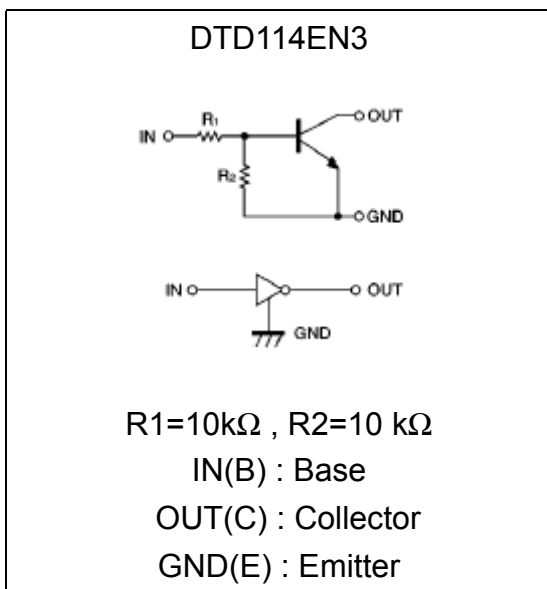 DTD114EN3
R1
IN
OUT
R2
GND
IN
OUT
GND
R1=10kΩ , R2=10 kΩ
IN(B) : Base
OUT(C) : Collector
GND(E) : Emitter